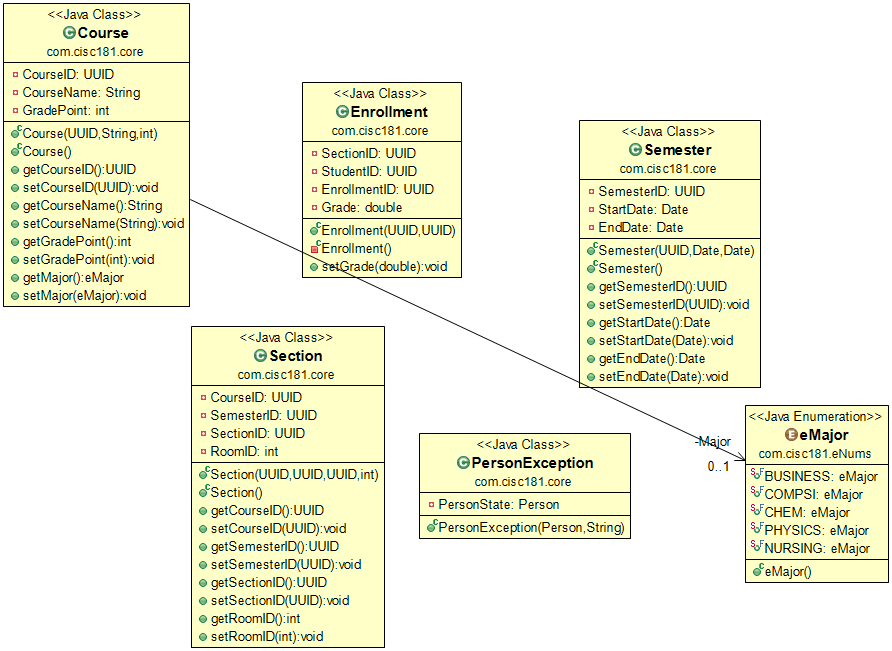 <<Java Class>>
Course
com.cisc181.core
CourseID: UUID
CourseName: String
GradePoint: int
Course(UUID,String,int)
Course()
getCourseID():UUID
setCourseID(UUID):void
getCourseName():String
setCourseName(String):void
getGradePoint():int
setGradePoint(int):void
getMajor():eMajor
setMajor(eMajor):void
<<Java Class>>
Enrollment
com.cisc181.core
SectionID: UUID
StudentID: UUID
EnrollmentID: UUID
Grade: double
Enrollment(UUID,UUID)
Enrollment()
setGrade(double):void
<<Java Class>>
Semester
com.cisc181.core
SemesterID: UUID
StartDate: Date
EndDate: Date
Semester(UUID,Date,Date)
Semester()
getSemesterID():UUID
setSemesterID(UUID):void
getStartDate():Date
setStartDate(Date):void
getEndDate():Date
setEndDate(Date):void
<<Java Class>>
Section
com.cisc181.core
CourseID: UUID
SemesterID: UUID
SectionID: UUID
RoomID: int
Section(UUID,UUID,UUID,int)
Section()
getCourseID():UUID
setCourseID(UUID):void
getSemesterID():UUID
setSemesterID(UUID):void
getSectionID():UUID
setSectionID(UUID):void
getRoomID():int
setRoomID(int):void
<<Java Class>>
PersonException
com.cisc181.core
PersonState: Person
PersonException(Person,String)
-Major
0..1
<<Java Enumeration>>
eMajor
com.cisc181.eNums
BUSINESS: eMajor
COMPSI: eMajor
CHEM: eMajor
PHYSICS: eMajor
NURSING: eMajor
eMajor()